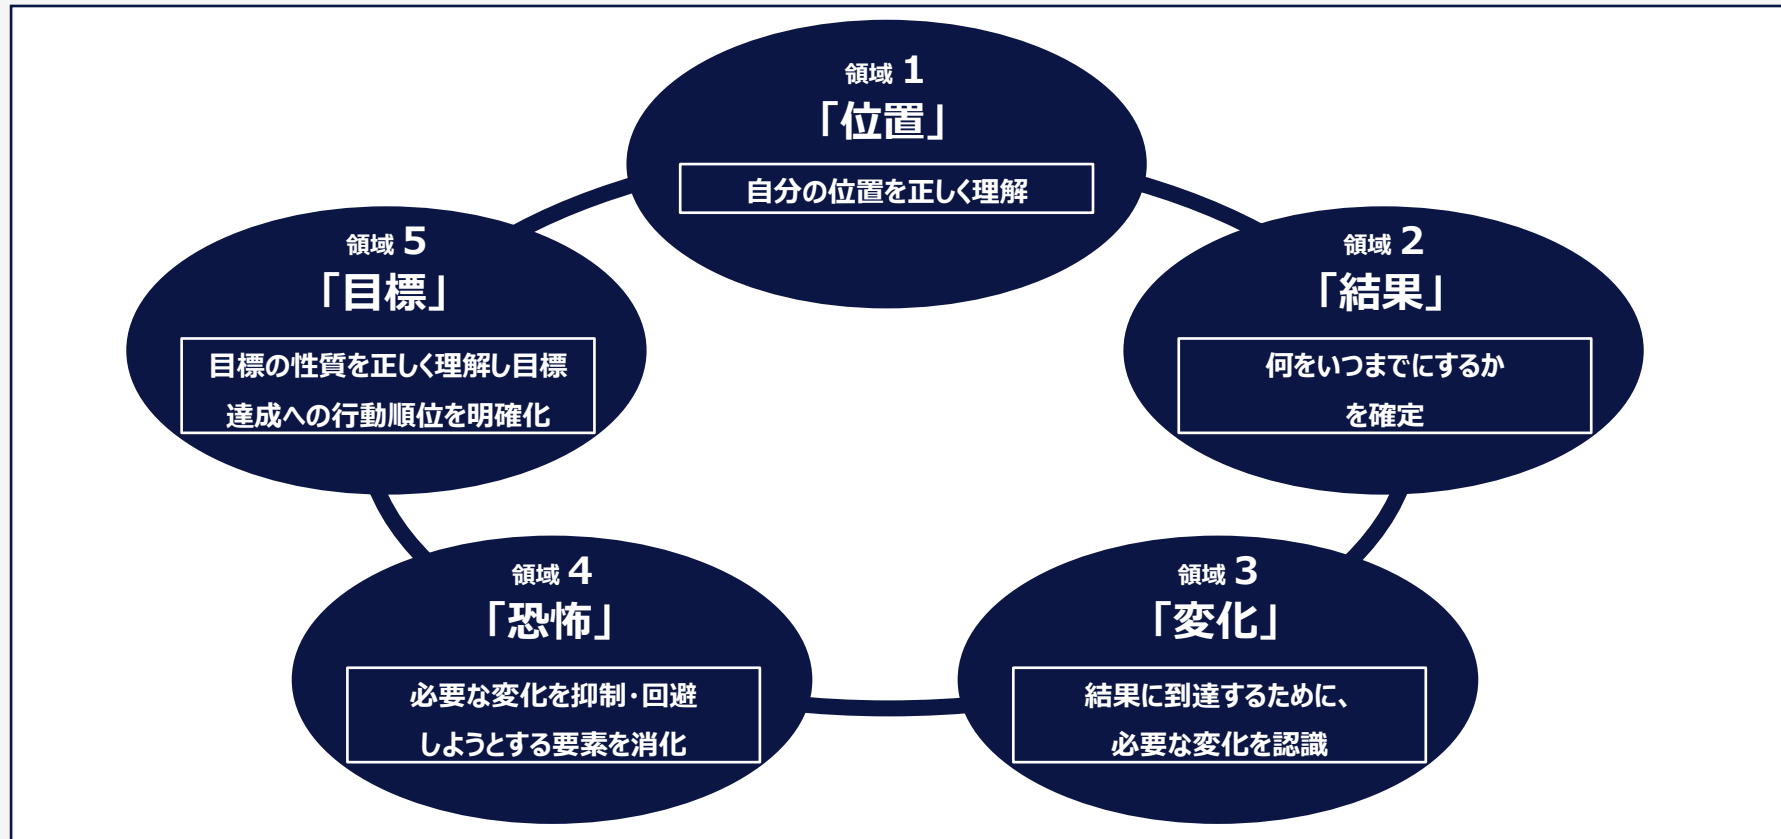 領域 1
「位置」
自分の位置を正しく理解
領域 2
「結果」
何をいつまでにするか
を確定
領域 3
「変化」
結果に到達するために、
必要な変化を認識
領域 4
「恐怖」
必要な変化を抑制・回避
しようとする要素を消化
領域 5
「目標」
目標の性質を正しく理解し目標
達成への行動順位を明確化